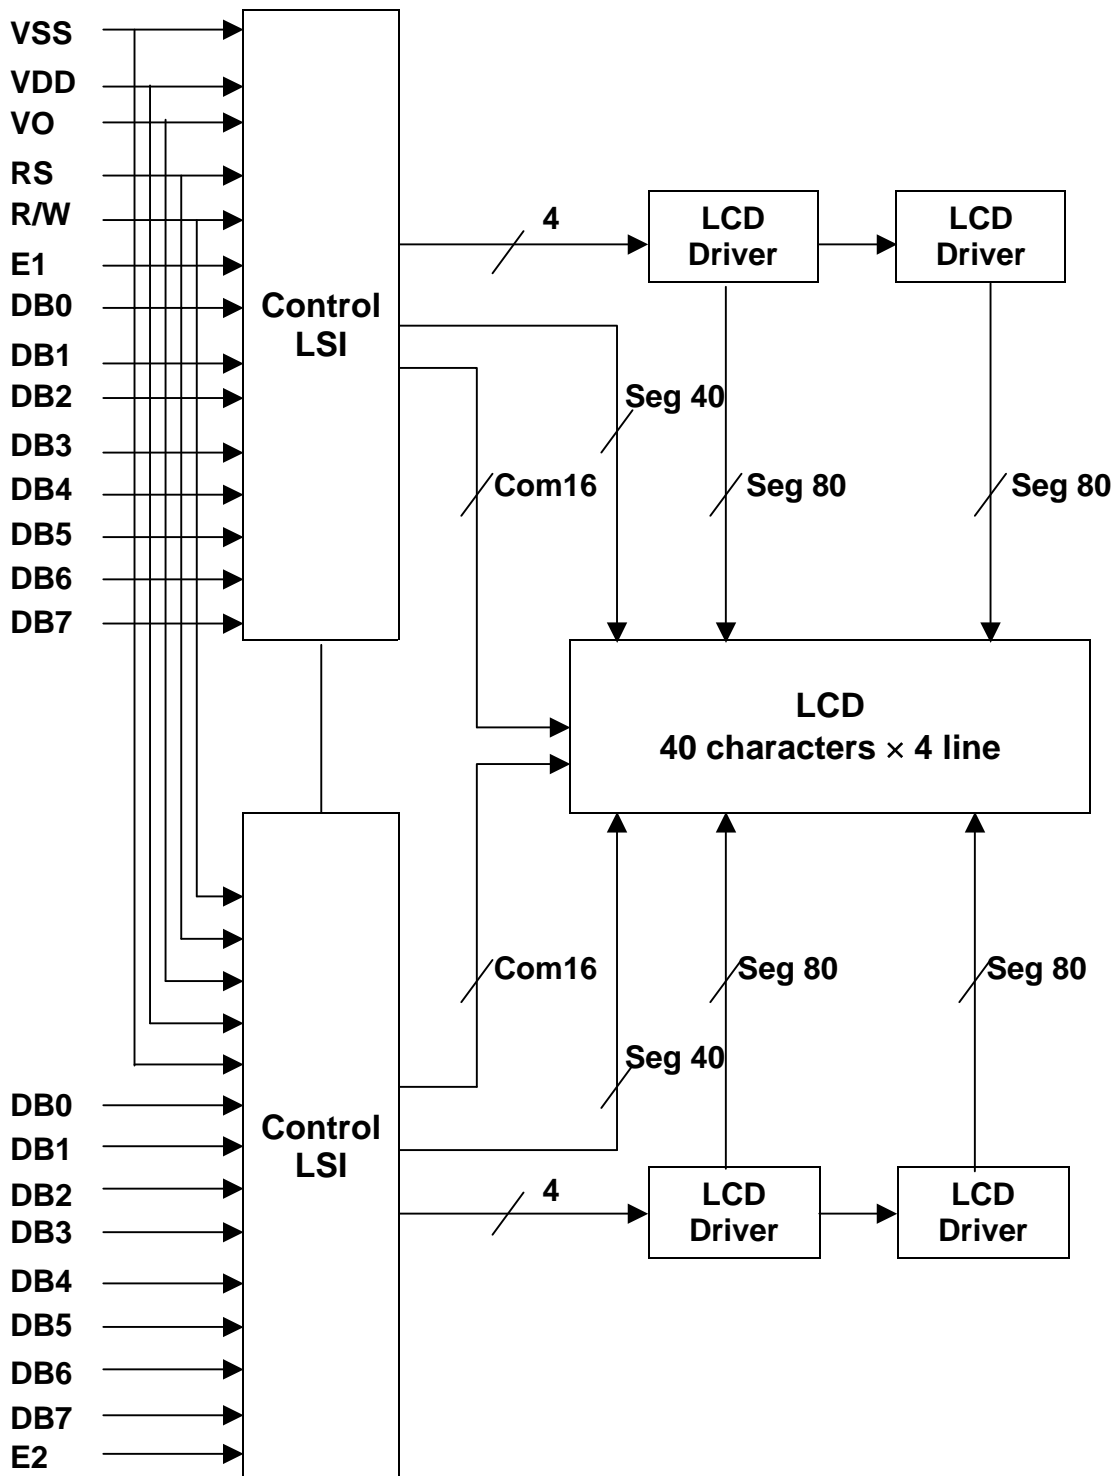 VSS
VDD
VO
RS
R/W
E1
DB0
DB1
DB2
DB3
DB4
DB5
DB6
DB7
Control
LSI
4
LCD
Driver
LCD
Driver
Seg 40
Com16
Seg 80
Seg 80
LCD
40 characters × 4 line
Com16
Seg 80
Seg 80
Seg 40
DB0
DB1
DB2
DB3
DB4
DB5
DB6
DB7
E2
Control
LSI
4
LCD
Driver
LCD
Driver